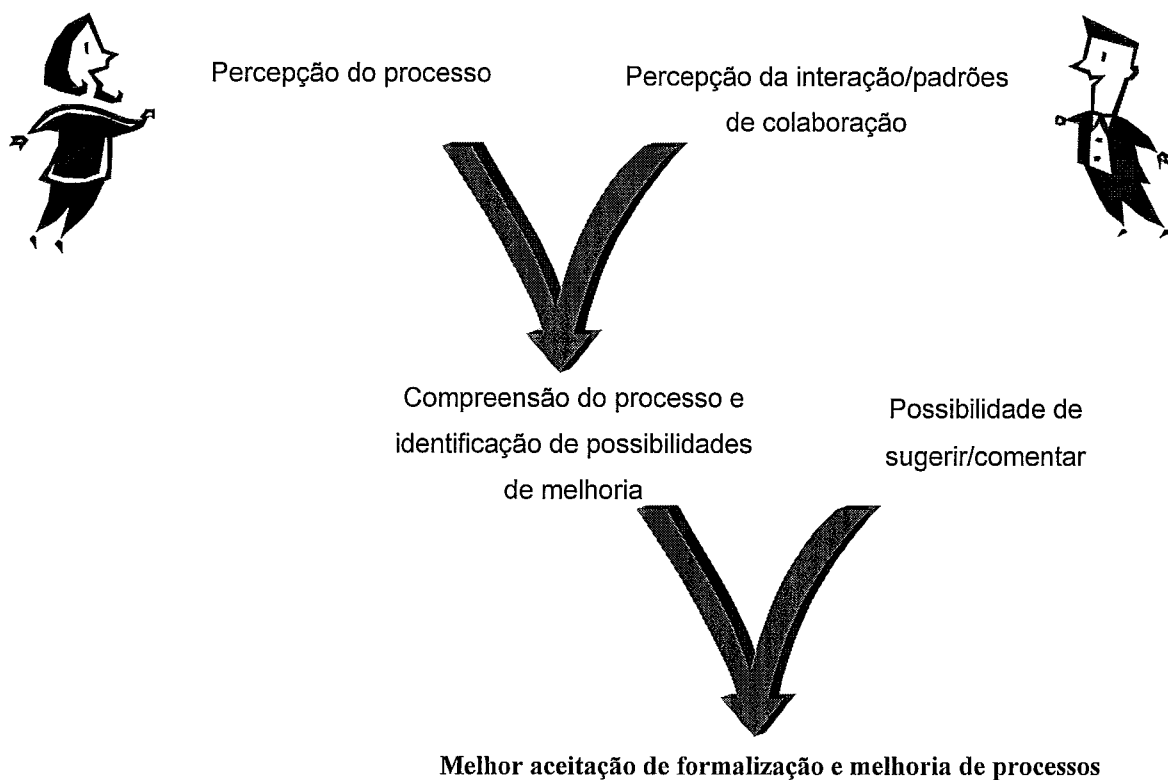 Percepção do processo
Percepção da interação/padrões
de colaboração
Compreensão do processo e
identificação de possibilidades
de melhoria
Possibilidade de
sugerir/comentar
Melhor aceitação de formalização e melhoria de processos